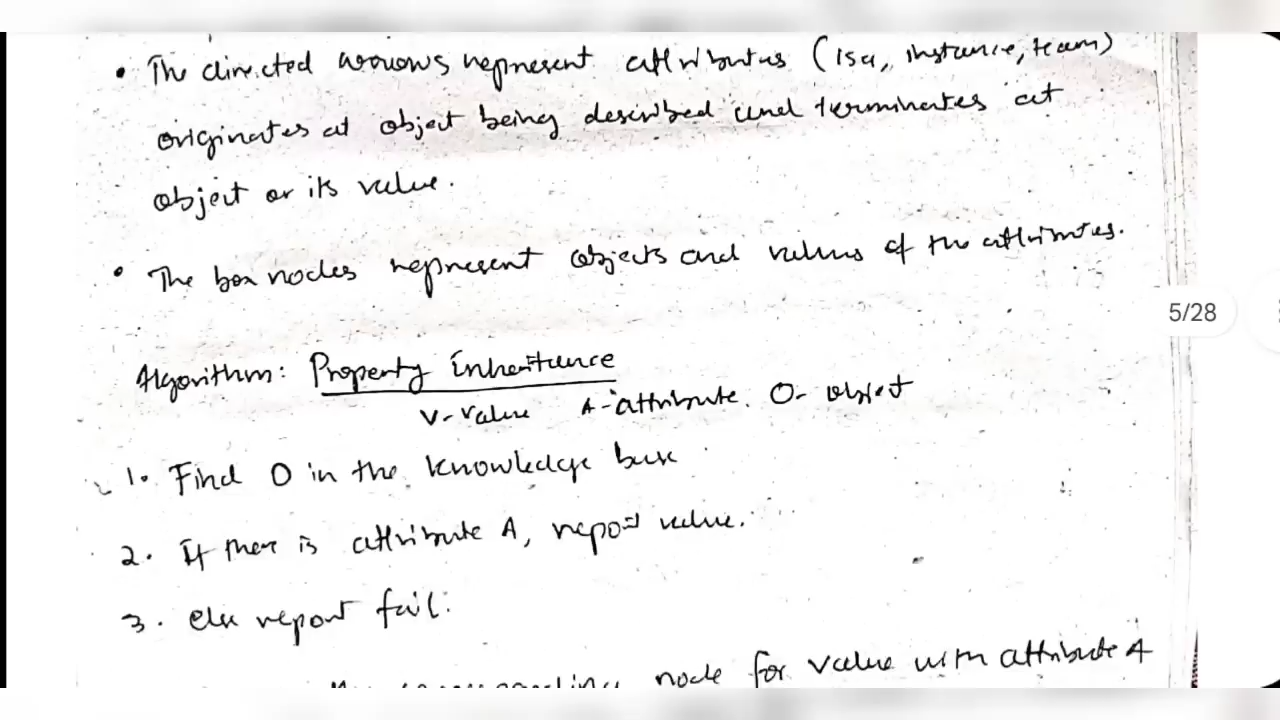 • The directed arrows represent attributes (isa, instance, team)
originates at object being described and terminates at
object or its value.
• The box nodes represent objects and values of the attributes.
5/28
Algorithm: Property Inheritance
V- Value A- attribute. O- object
1. Find O in the knowledge base
2. If there is attribute A, report value.
3. else report fail.
node for value with attribute A